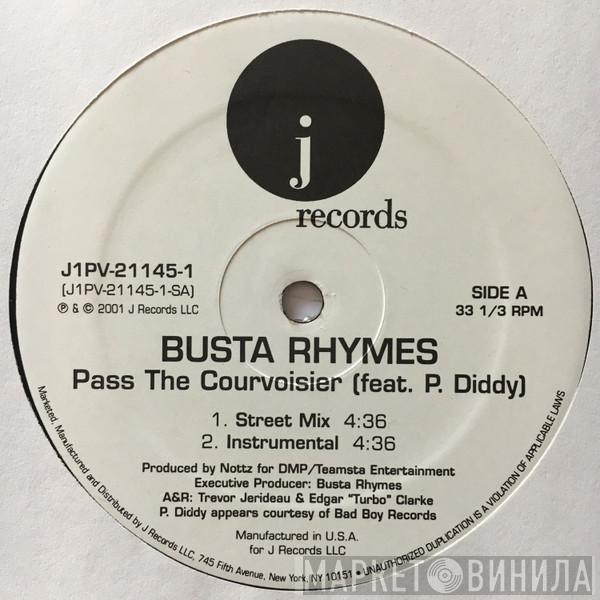 j
records
J1PV-21145-1
(J1PV-21145-1-SA)
℗ & © 2001 J Records LLC
SIDE A
33 1/3 RPM
BUSTA RHYMES
Pass The Courvoisier (feat. P. Diddy)
1. Street Mix 4:36
2. Instrumental 4:36
Produced by Nottz for DMP/Teamsta Entertainment
Executive Producer: Busta Rhymes
A&R: Trevor Jerideau & Edgar "Turbo" Clarke
P. Diddy appears courtesy of Bad Boy Records
Manufactured in U.S.A.
for J Records LLC
Marketed, Manufactured and Distributed by J Records LLC, 745 Fifth Avenue, New York, NY 10151 • UNAUTHORIZED DUPLICATION IS A VIOLATION OF APPLICABLE LAWS
МАРКЕТ ВИНИЛА